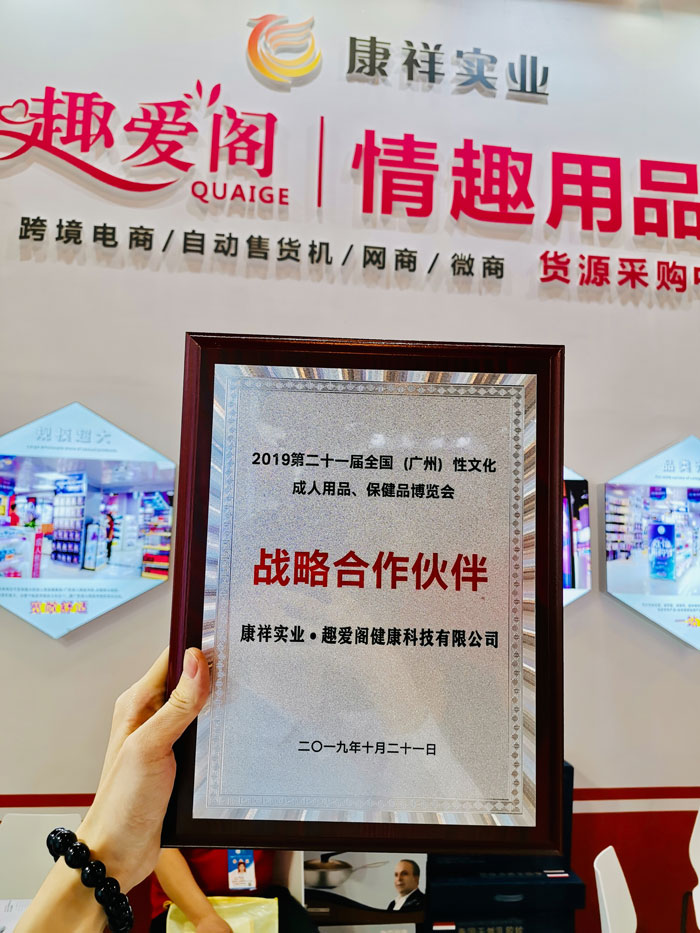 康祥实业
趣爱阁
QUAIGE
情趣用品
跨境电商/自动售货机/网商/微商
货源采购
规模超大
2019第二十一届全国（广州）性文化
成人用品、保健品博览会
战略合作伙伴
康祥实业•趣爱阁健康科技有限公司
二〇一九年十月二十一日